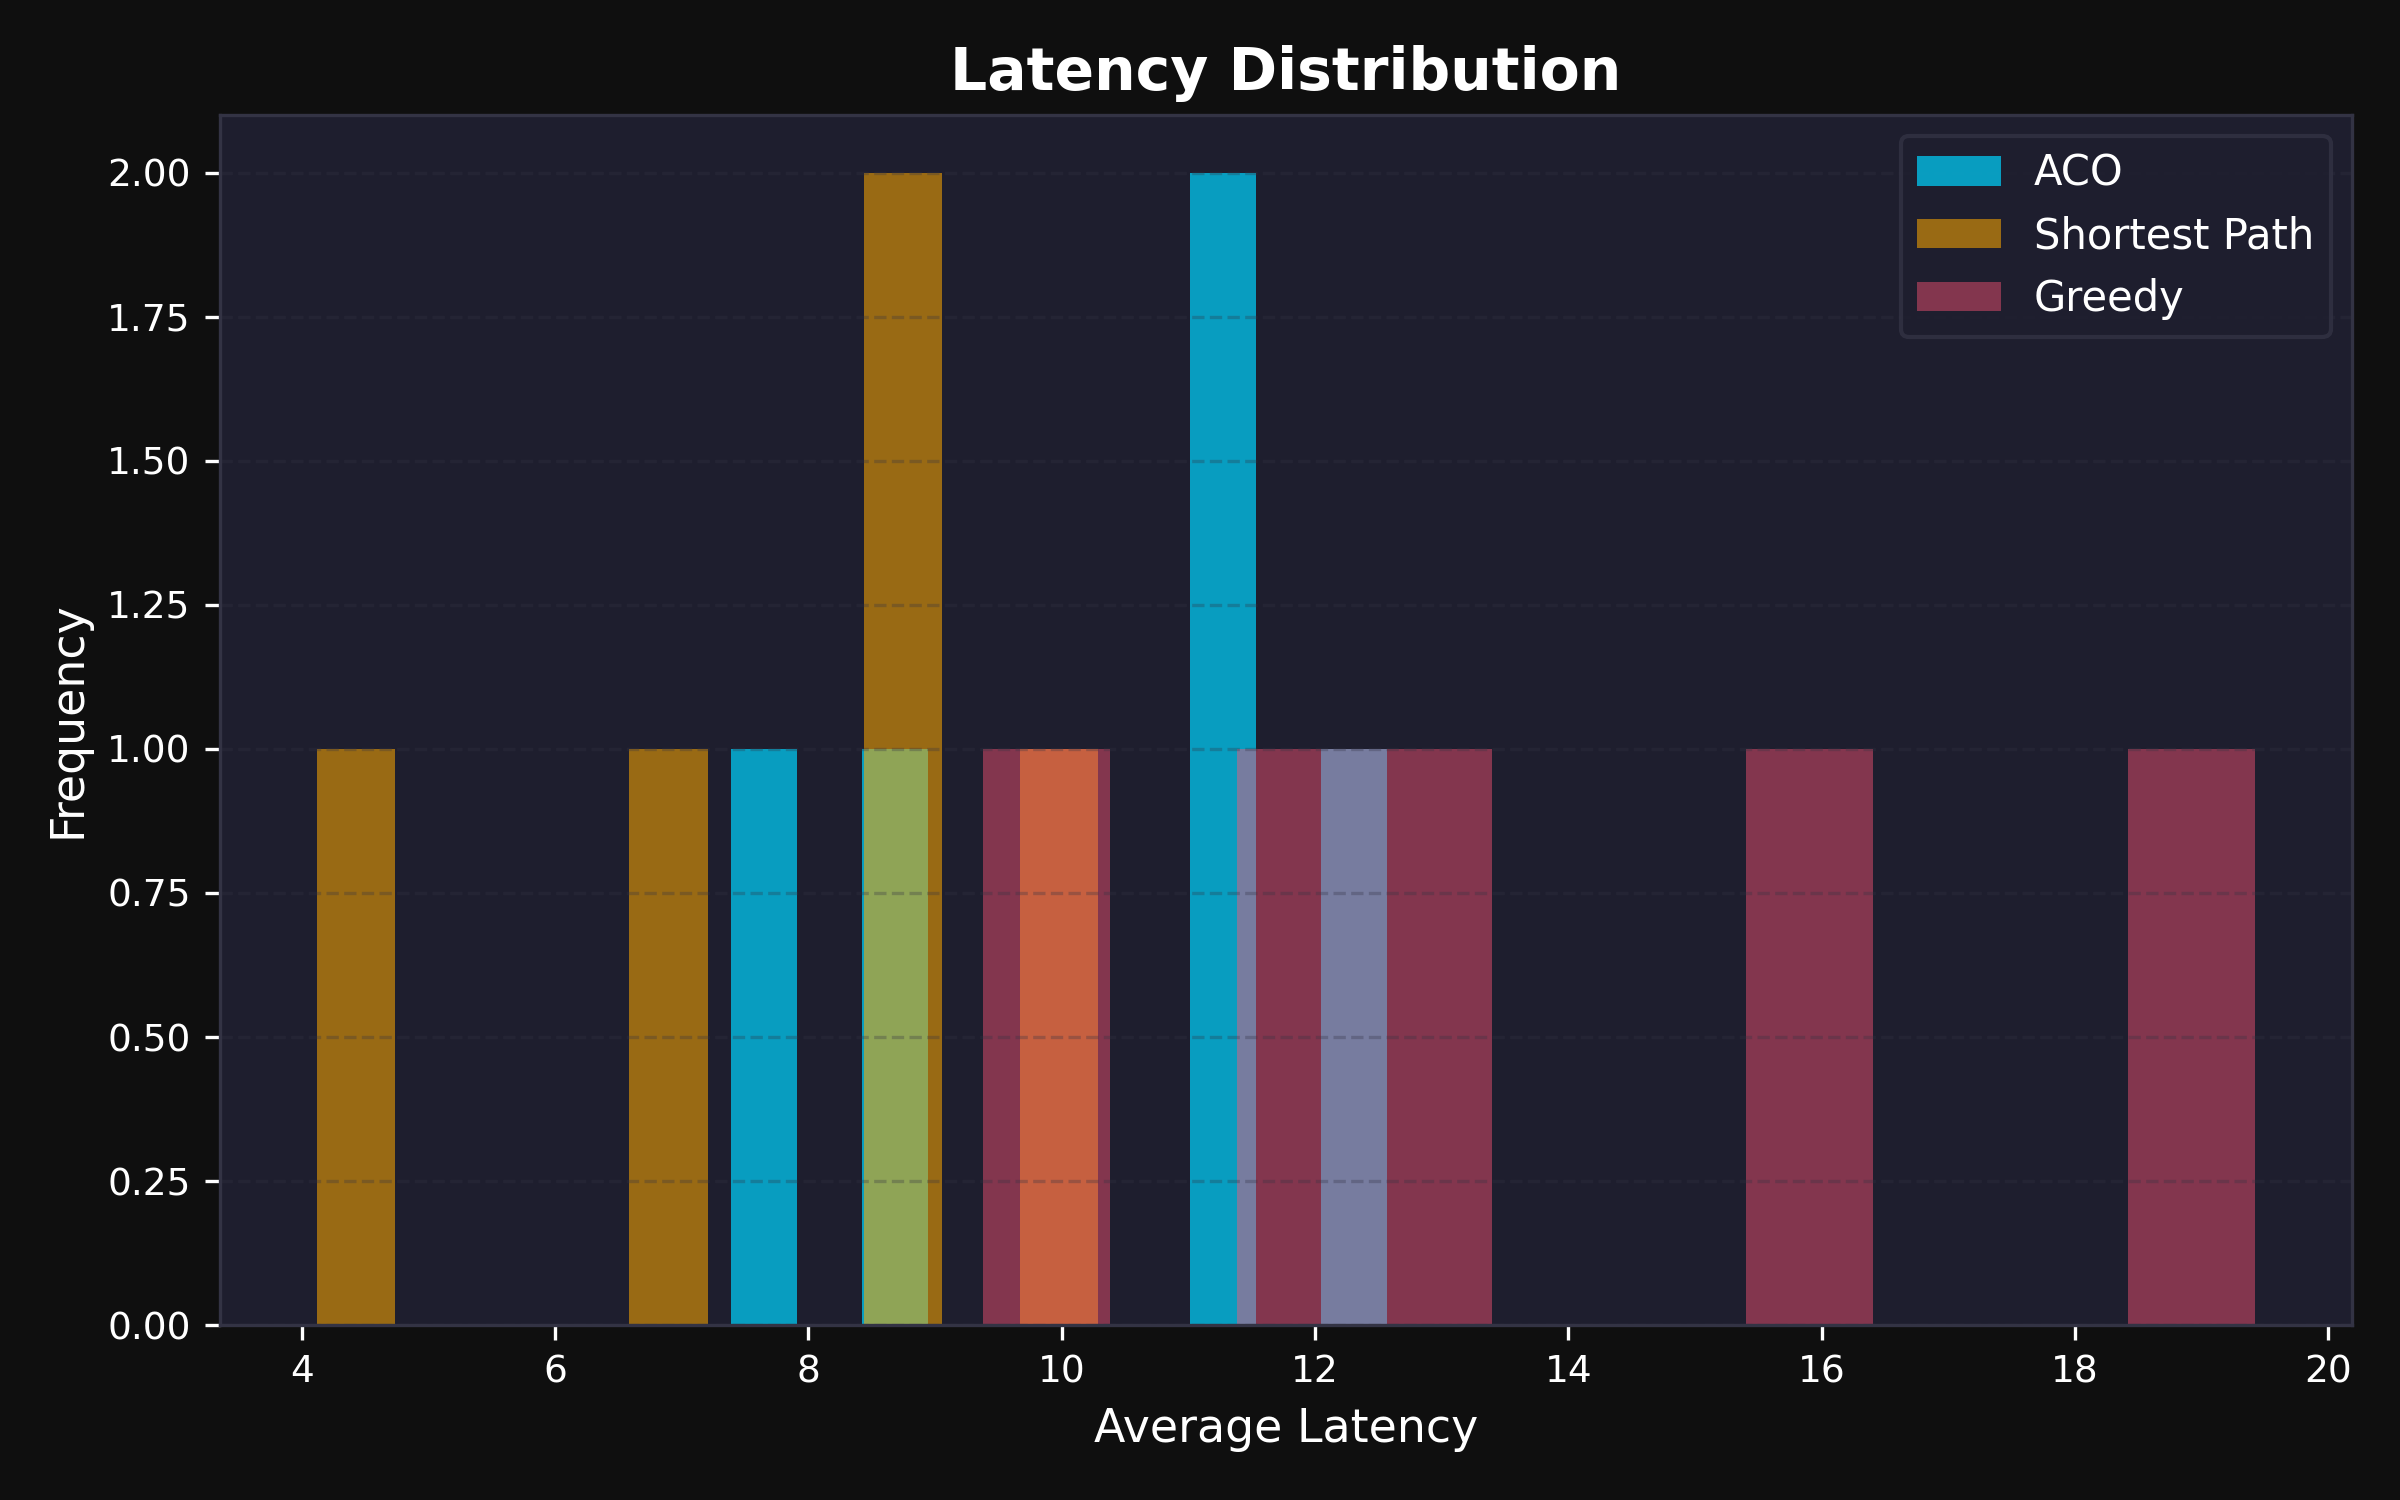 Latency Distribution
ACO
Shortest Path
Greedy
Frequency
2.00
1.75
1.50
1.25
1.00
0.75
0.50
0.25
0.00
4 6 8 10 12 14 16 18 20
Average Latency